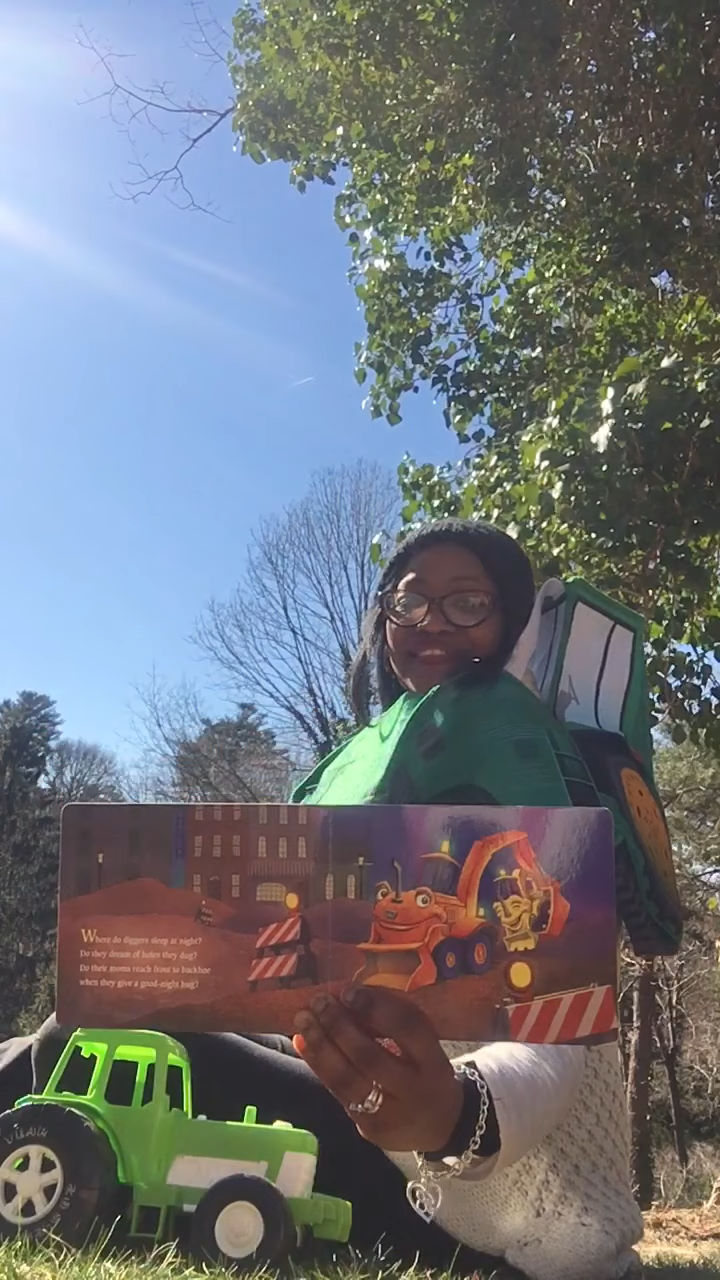 Where do diggers sleep at night?
Do they dream of holes they dug?
Do their moms reach front to backhoe
when they give a good-night hug?